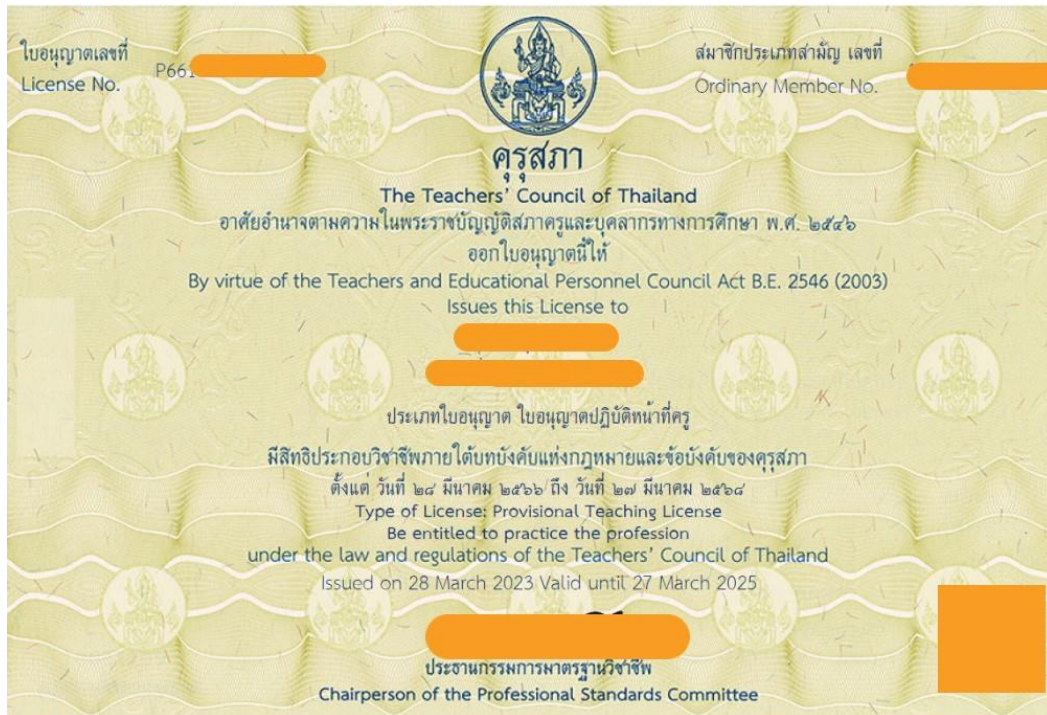 ใบอนุญาตเลขที่
License No.
P661
สมาชิกประเภทสามัญ เลขที่
Ordinary Member No.
คุรุสภา
The Teachers' Council of Thailand
อาศัยอำนาจตามความในพระราชบัญญัติสภาครูและบุคลากรทางการศึกษา พ.ศ. ๒๕๔๖
ออกใบอนุญาตนี้ให้
By virtue of the Teachers and Educational Personnel Council Act B.E. 2546 (2003)
Issues this License to
ประเภทใบอนุญาต ใบอนุญาตปฏิบัติหน้าที่ครู
มีสิทธิประกอบวิชาชีพภายใต้บทบังคับแห่งกฎหมายและข้อบังคับของคุรุสภา
ตั้งแต่ วันที่ ๒๘ มีนาคม ๒๕๖๖ ถึง วันที่ ๒๗ มีนาคม ๒๕๖๘
Type of License: Provisional Teaching License
Be entitled to practice the profession
under the law and regulations of the Teachers' Council of Thailand
Issued on 28 March 2023 Valid until 27 March 2025
ประธานกรรมการมาตรฐานวิชาชีพ
Chairperson of the Professional Standards Committee